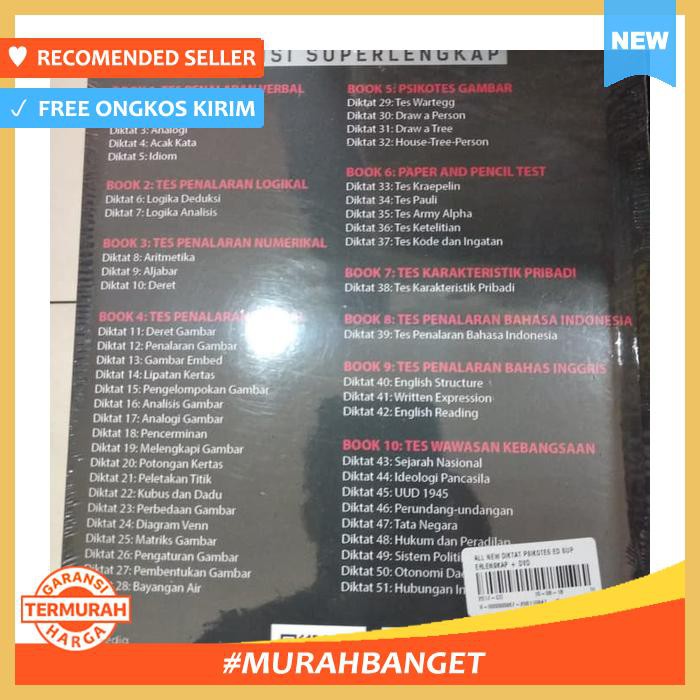 NEW
RECOMENDED SELLER
FREE ONGKOS KIRIM
SI SUPERLENGKAP
TES PENALARAN VERBAL
Diktat 3: Analogi
Diktat 4: Acak Kata
Diktat 5: Idiom
BOOK 2: TES PENALARAN LOGIKAL
Diktat 6: Logika Deduksi
Diktat 7: Logika Analisis
BOOK 3: TES PENALARAN NUMERIKAL
Diktat 8: Aritmetika
Diktat 9: Aljabar
Diktat 10: Deret
BOOK 4: TES PENALARAN
Diktat 11: Deret Gambar
Diktat 12: Penalaran Gambar
Diktat 13: Gambar Embed
Diktat 14: Lipatan Kertas
Diktat 15: Pengelompokan Gambar
Diktat 16: Analisis Gambar
Diktat 17: Analogi Gambar
Diktat 18: Pencerminan
Diktat 19: Melengkapi Gambar
Diktat 20: Potongan Kertas
Diktat 21: Peletakan Titik
Diktat 22: Kubus dan Dadu
Diktat 23: Perbedaan Gambar
Diktat 24: Diagram Venn
Diktat 25: Matriks Gambar
Diktat 26: Pengaturan Gambar
Diktat 27: Pembentukan Gambar
28: Bayangan Air
BOOK 5: PSIKOTES GAMBAR
Diktat 29: Tes Wartegg
Diktat 30: Draw a Person
Diktat 31: Draw a Tree
Diktat 32: House-Tree-Person
BOOK 6: PAPER AND PENCIL TEST
Diktat 33: Tes Kraepelin
Diktat 34: Tes Pauli
Diktat 35: Tes Army Alpha
Diktat 36: Tes Ketelitian
Diktat 37: Tes Kode dan Ingatan
BOOK 7: TES KARAKTERISTIK PRIBADI
Diktat 38: Tes Karakteristik Pribadi
BOOK 8: TES PENALARAN BAHASA INDONESIA
Diktat 39: Tes Penalaran Bahasa Indonesia
BOOK 9: TES PENALARAN BAHAS INGGRIS
Diktat 40: English Structure
Diktat 41: Written Expression
Diktat 42: English Reading
BOOK 10: TES WAWASAN KEBANGSAAN
Diktat 43: Sejarah Nasional
Diktat 44: Ideologi Pancasila
Diktat 45: UUD 1945
Diktat 46: Perundang-undangan
Diktat 47: Tata Negara
Diktat 48: Hukum dan Peradilan
Diktat 49: Sistem Politi
Diktat 50: Otonomi Dae
Diktat 51: Hubungan In
ALL NEW DIKTAT PSIKOTES ED SUP
ERLENGKAP + DVD
GARANSI
TERMURAH
HARGA
#MURAHBANGET